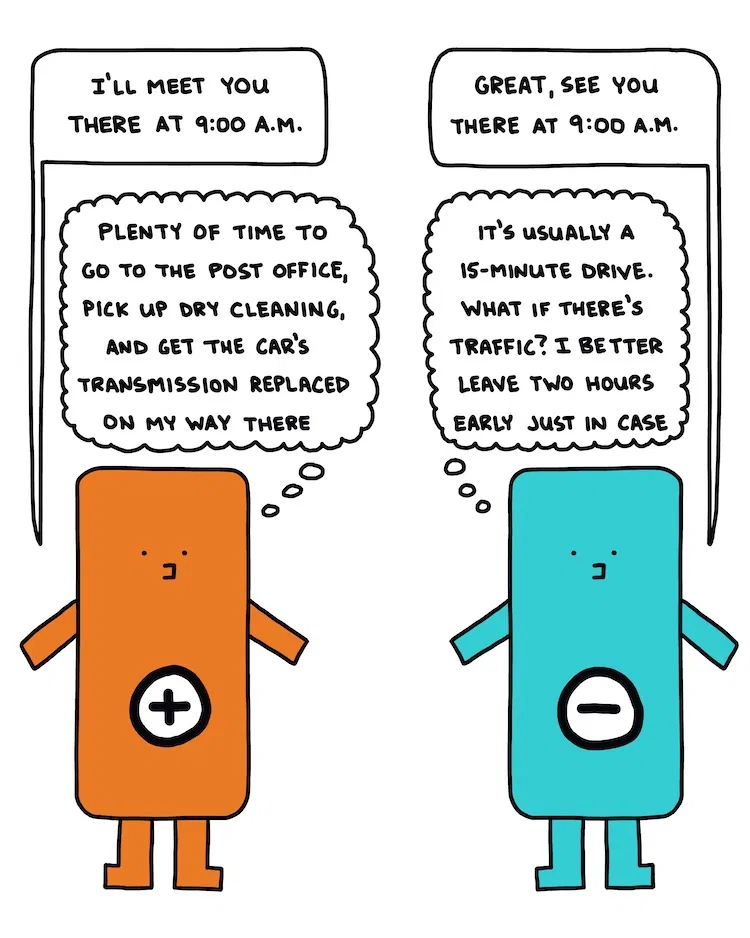 I'LL MEET YOU
THERE AT 9:00 A.M.
PLENTY OF TIME TO
GO TO THE POST OFFICE,
PICK UP DRY CLEANING,
AND GET THE CAR'S
TRANSMISSION REPLACED
ON MY WAY THERE
+
GREAT, SEE YOU
THERE AT 9:00 A.M.
IT'S USUALLY A
15-MINUTE DRIVE.
WHAT IF THERE'S
TRAFFIC? I BETTER
LEAVE TWO HOURS
EARLY JUST IN CASE
-